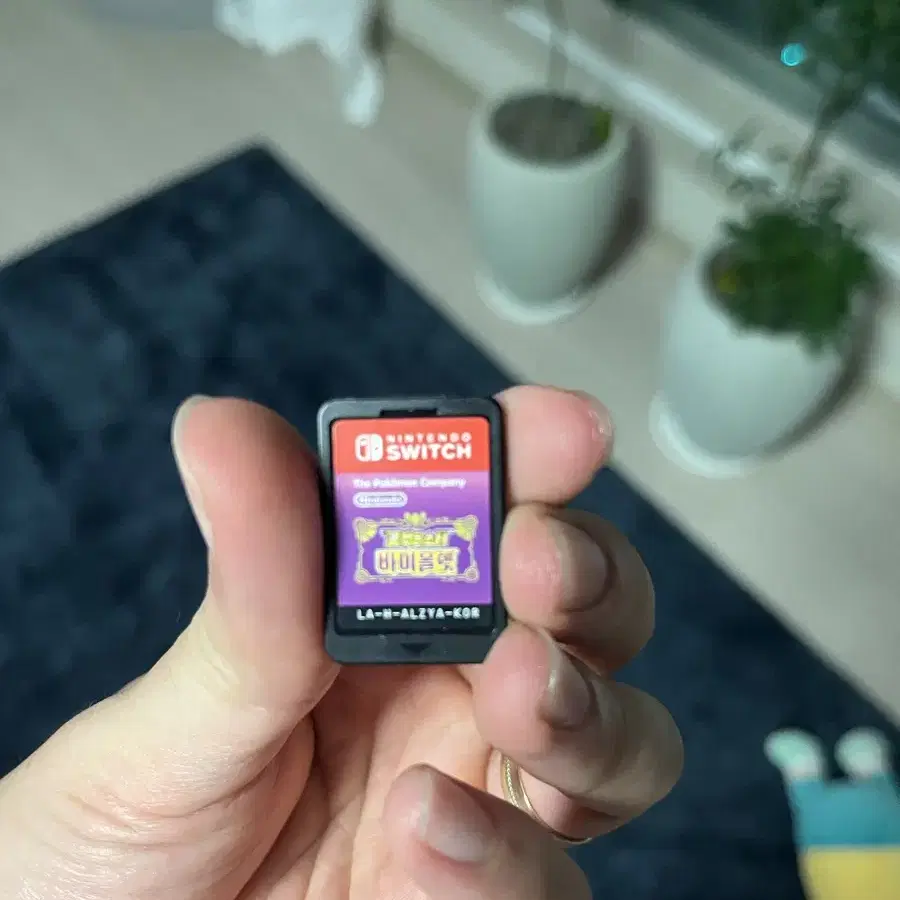 NINTENDO
SWITCH
The Pokémon Company
Nintendo
포켓몬스터
바이올렛
LA-H-ALZYA-KOR